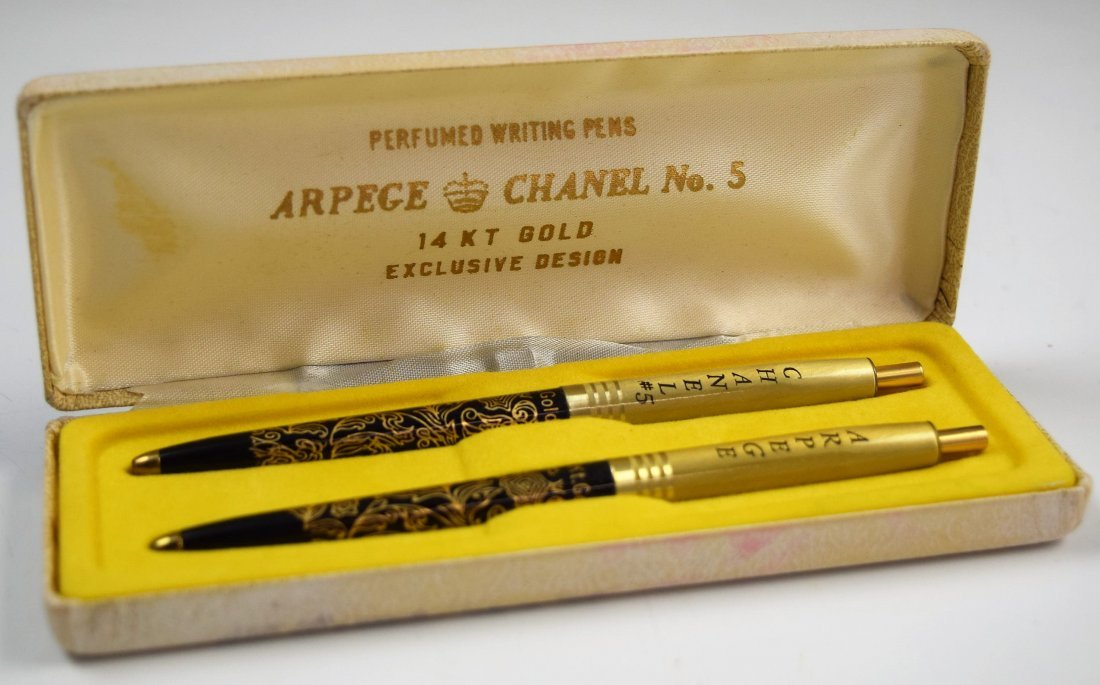 PERFUMED WRITING PENS
ARPEGE CHANEL No. 5
14 KT GOLD
EXCLUSIVE DESIGN
CHANEL
#5
ARPEGE